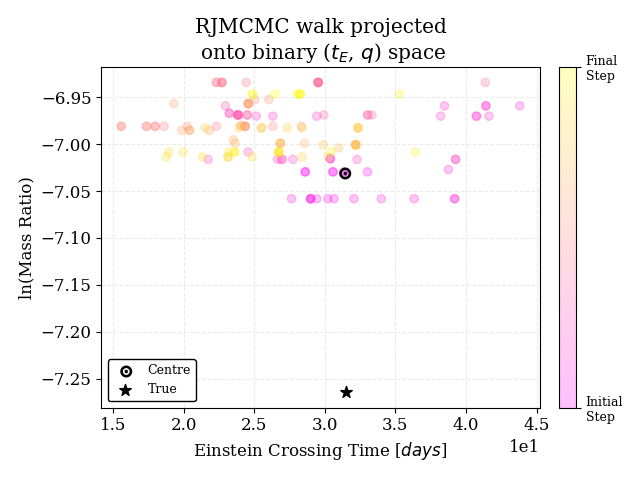 RJMCMC walk projected
onto binary (t_E, q) space
ln(Mass Ratio)
−6.95
−7.00
−7.05
−7.10
−7.15
−7.20
−7.25
Centre
True
1.5
2.0
2.5
3.0
3.5
4.0
4.5
1e1
Einstein Crossing Time [days]
Final
Step
Initial
Step